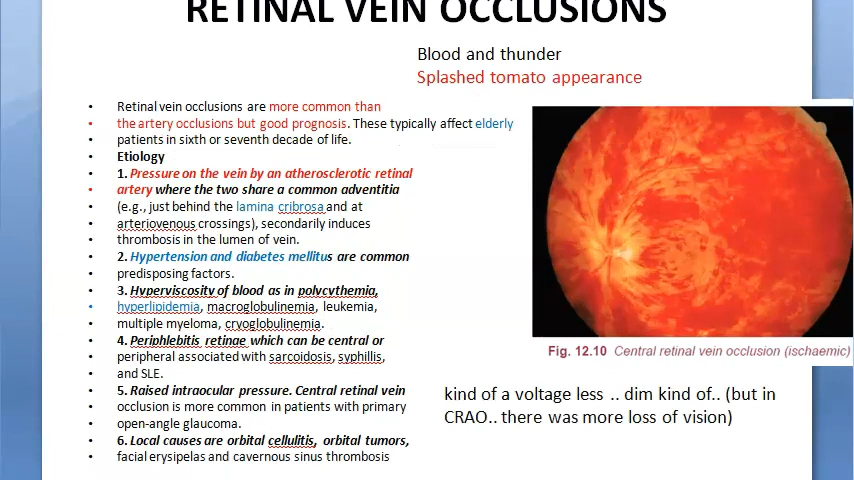 RETINAL VEIN OCCLUSIONS
Blood and thunder
Splashed tomato appearance
• Retinal vein occlusions are more common than
• the artery occlusions but good prognosis. These typically affect elderly
• patients in sixth or seventh decade of life.
• Etiology
• 1. Pressure on the vein by an atherosclerotic retinal
• artery where the two share a common adventitia
• (e.g., just behind the lamina cribrosa and at
• arteriovenous crossings), secondarily induces
• thrombosis in the lumen of vein.
• 2. Hypertension and diabetes mellitus are common
• predisposing factors.
• 3. Hyperviscosity of blood as in polycythemia,
• hyperlipidemia, macroglobulinemia, leukemia,
• multiple myeloma, cryoglobulinemia.
• 4. Periphlebitis retinae which can be central or
• peripheral associated with sarcoidosis, syphillis,
• and SLE.
• 5. Raised intraocular pressure. Central retinal vein
• occlusion is more common in patients with primary
• open-angle glaucoma.
• 6. Local causes are orbital cellulitis, orbital tumors,
• facial erysipelas and cavernous sinus thrombosis
Fig. 12.10 Central retinal vein occlusion (ischaemic)
kind of a voltage less .. dim kind of.. (but in
CRAO.. there was more loss of vision)